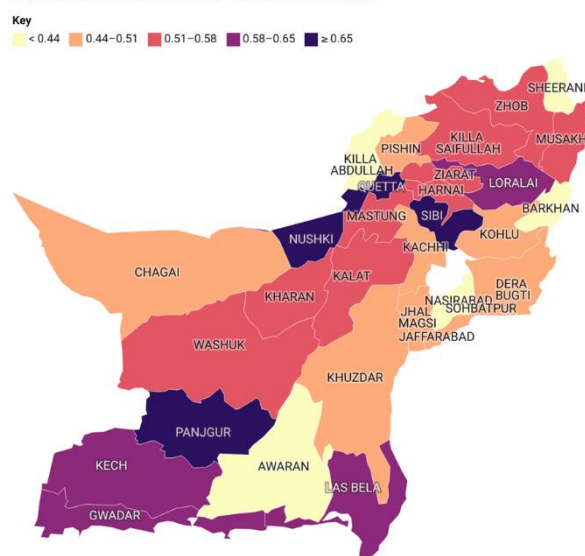 Key
< 0.44
0.44–0.51
0.51–0.58
0.58–0.65
≥ 0.65
SHEERANI
ZHOB
MUSAKH
KILLA
SAIFULLAH
PISHIN
KILLA
ABDULLAH
ZIARAT
LORALAI
QUETTA
HARNAI
BARKHAN
MASTUNG
SIBI
NUSHKI
KOHLU
KACHHI
CHAGAI
KALAT
DERA
BUGTI
KHARAN
NASIRABAD
SOHBATPUR
JHAL
MAGSI
JAFFARABAD
WASHUK
KHUZDAR
PANJGUR
KECH
AWARAN
LAS BELA
GWADAR